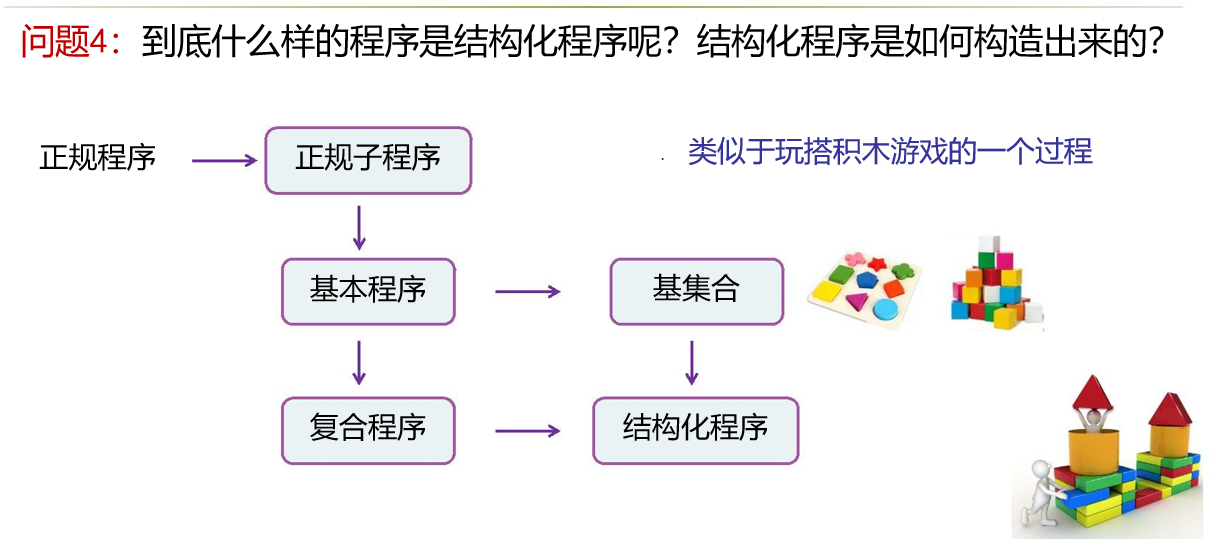 问题4：到底什么样的程序是结构化程序呢？结构化程序是如何构造出来的？
正规程序
正规子程序
类似于玩搭积木游戏的一个过程
基本程序
基集合
复合程序
结构化程序